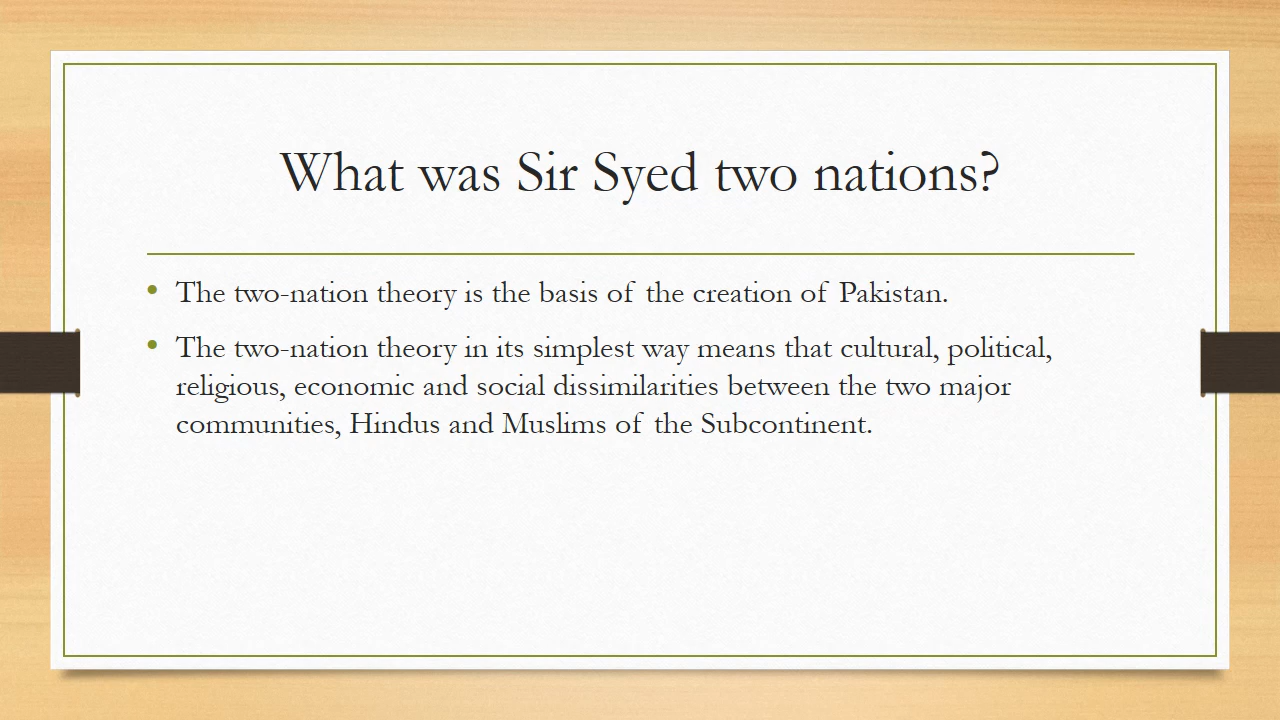 What was Sir Syed two nations?
• The two-nation theory is the basis of the creation of Pakistan.
• The two-nation theory in its simplest way means that cultural, political,
religious, economic and social dissimilarities between the two major
communities, Hindus and Muslims of the Subcontinent.